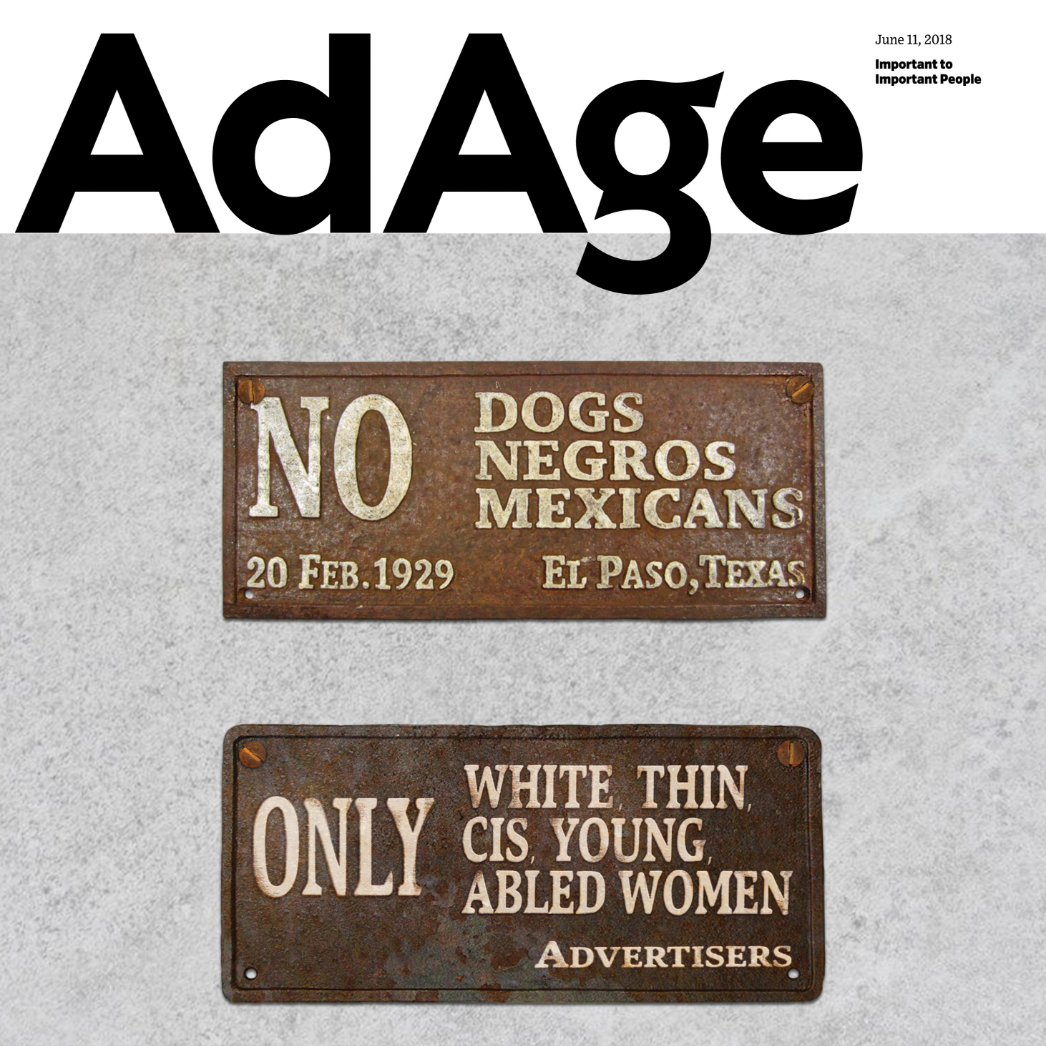 AdAge
June 11, 2018
Important to
Important People
NO
DOGS
NEGROS
MEXICANS
20 FEB.1929
EL PASO, TEXAS
ONLY
WHITE, THIN,
CIS, YOUNG,
ABLED WOMEN
ADVERTISERS